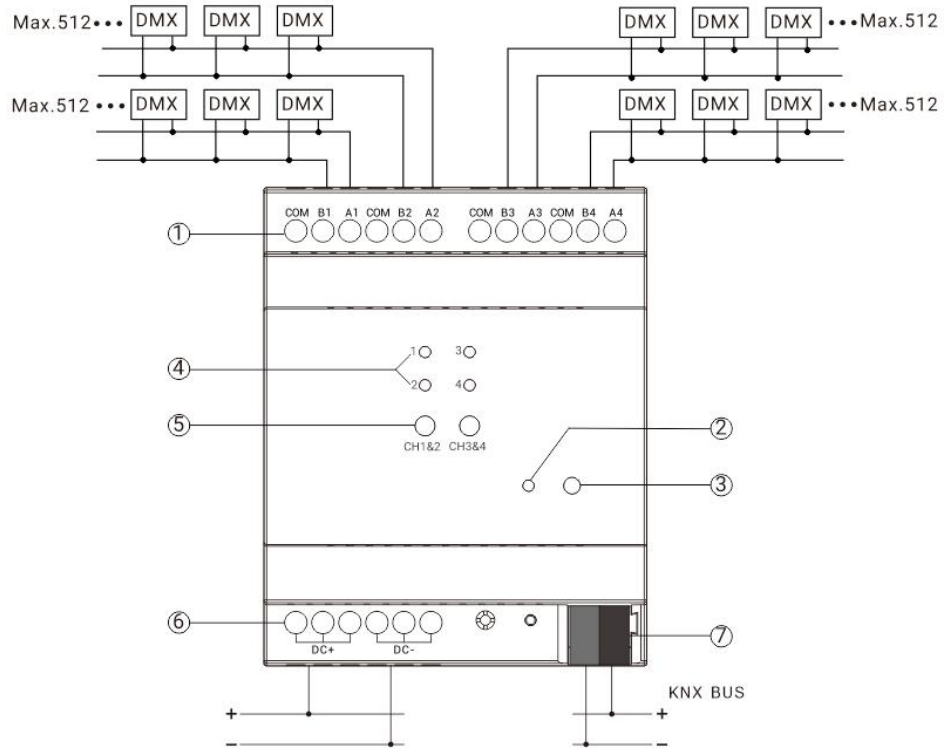 Max.512••• DMX DMX DMX DMX DMX DMX •••Max.512
Max.512••• DMX DMX DMX DMX DMX DMX •••Max.512
COM B1 A1 COM B2 A2 COM B3 A3 COM B4 A4
①
1 3
④
2 4
⑤
CH1&2 CH3&4
②
③
⑥
DC+ DC-
⑦
KNX BUS
+ +
− −